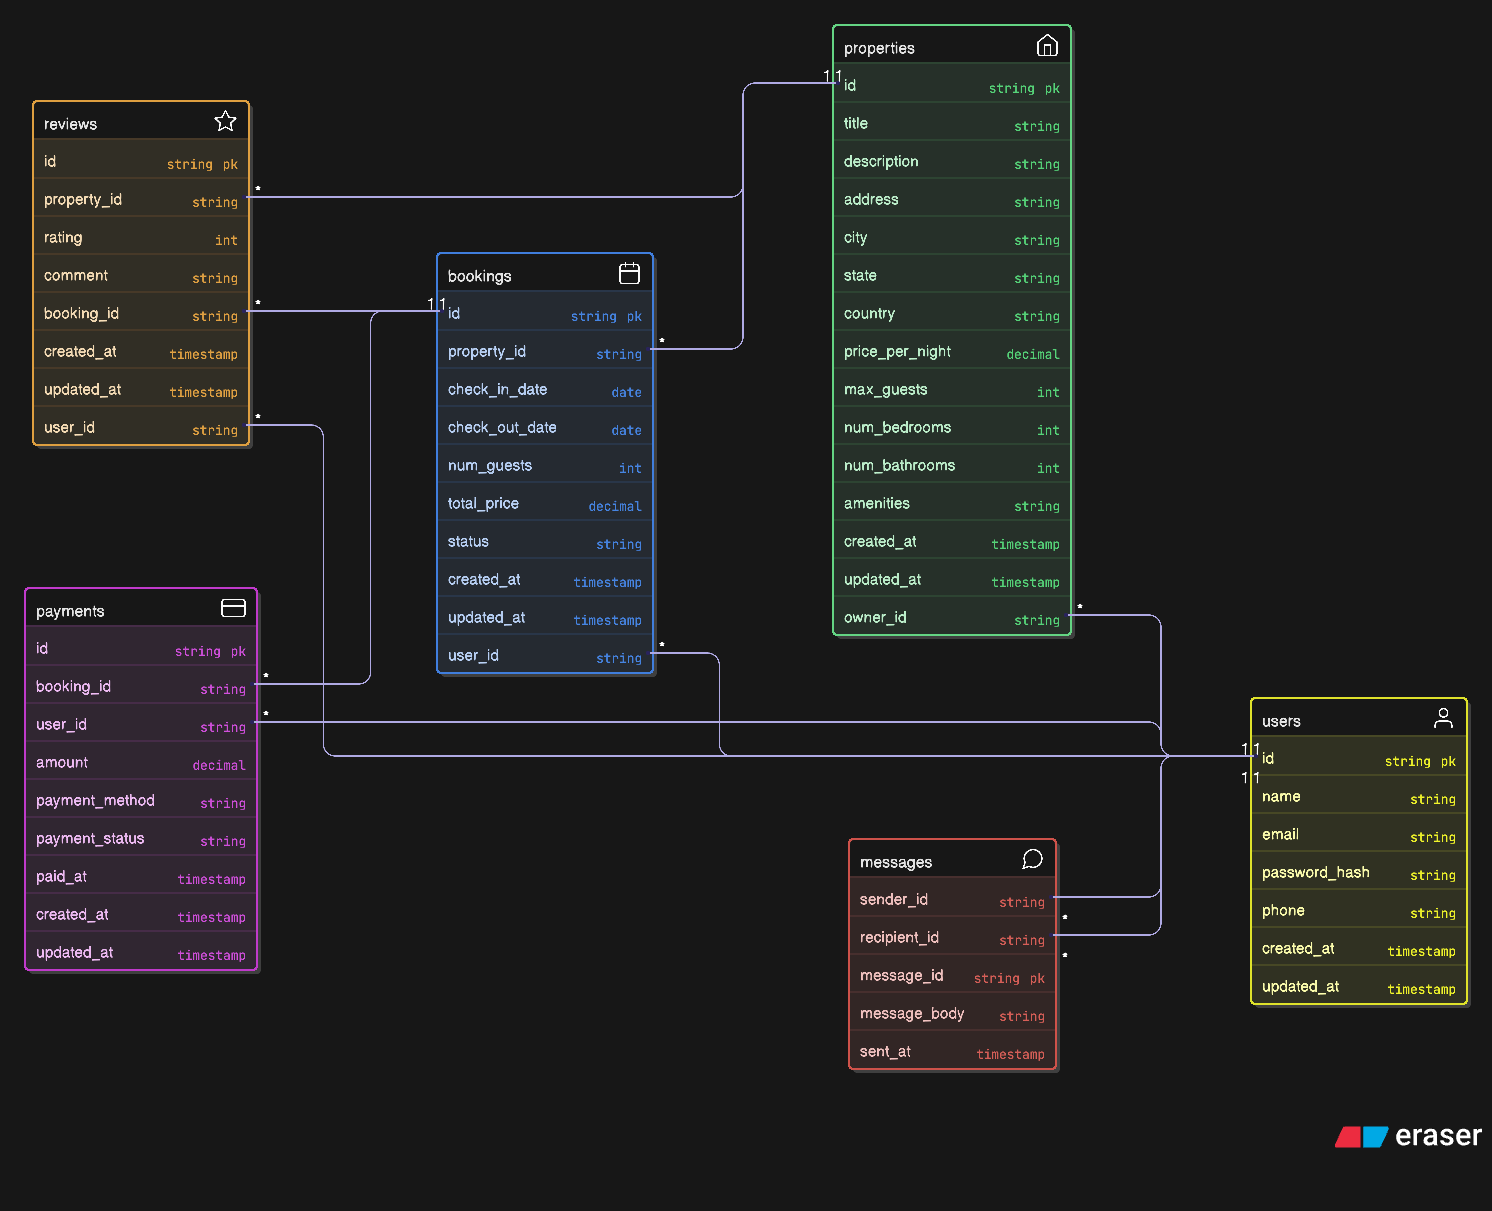 properties
1 1
id string pk
title string
description string
address string
city string
state string
country string
price_per_night decimal
max_guests int
num_bedrooms int
num_bathrooms int
amenities string
created_at timestamp
updated_at timestamp
owner_id string
*
reviews
id string pk
property_id string
*
rating int
comment string
booking_id string
*
created_at timestamp
updated_at timestamp
user_id string
*
bookings
1 1
id string pk
property_id string
*
check_in_date date
check_out_date date
num_guests int
total_price decimal
status string
created_at timestamp
updated_at timestamp
user_id string
*
payments
id string pk
booking_id string
*
user_id string
*
amount decimal
payment_method string
payment_status string
paid_at timestamp
created_at timestamp
updated_at timestamp
users
1 1
id string pk
1 1
name string
email string
password_hash string
phone string
created_at timestamp
updated_at timestamp
messages
sender_id string
*
recipient_id string
*
message_id string pk
message_body string
sent_at timestamp
eraser